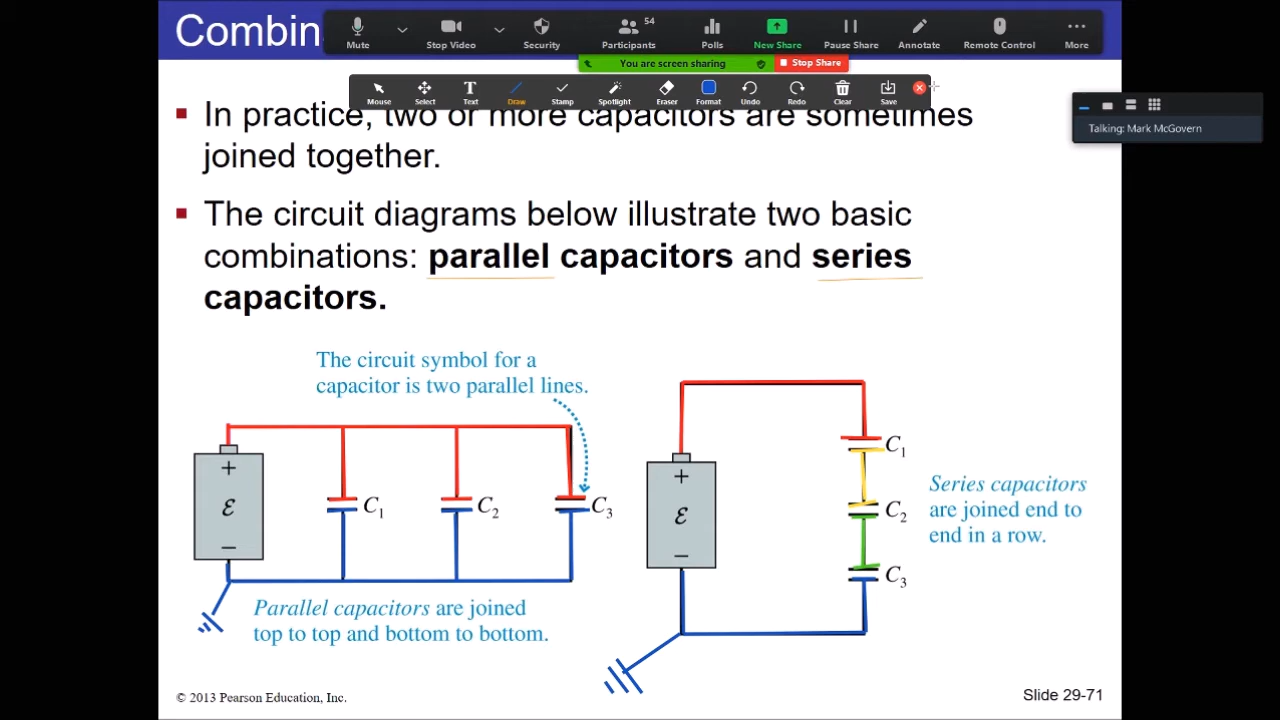 Combin
Mute
Stop Video
Security
54
Participants
Polls
New Share
Pause Share
Annotate
Remote Control
More
You are screen sharing
Stop Share
Mouse
Select
T
Text
Draw
Stamp
Spotlight
Eraser
Format
Undo
Redo
Clear
Save
Talking: Mark McGovern
In practice, two or more capacitors are sometimes
joined together.
The circuit diagrams below illustrate two basic
combinations: parallel capacitors and series
capacitors.
The circuit symbol for a
capacitor is two parallel lines.
+
ℰ
−
C₁
C₂
C₃
Parallel capacitors are joined
top to top and bottom to bottom.
+
ℰ
−
C₁
C₂
C₃
Series capacitors
are joined end to
end in a row.
© 2013 Pearson Education, Inc.
Slide 29-71